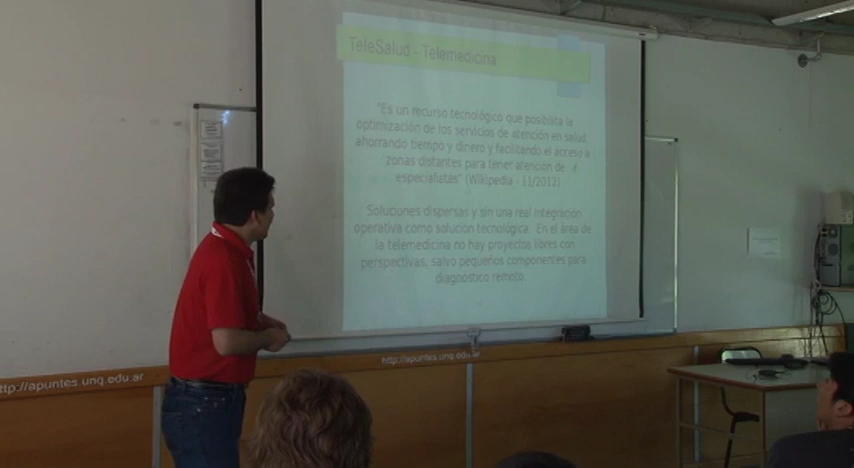 TeleSalud - Telemedicina
"Es un recurso tecnológico que posibilita la
optimización de los servicios de atención en salud,
ahorrando tiempo y dinero y facilitando el acceso a
zonas distantes para tener atención de
especialistas" (Wikipedia - 11/2012)
Soluciones dispersas y sin una real integración
operativa como solución tecnológica. En el área de
la telemedicina no hay proyectos libres con
perspectivas, salvo pequeños componentes para
diagnóstico remoto.
http://apuntes.unq.edu.ar
ttp://apuntes.unq.edu.ar